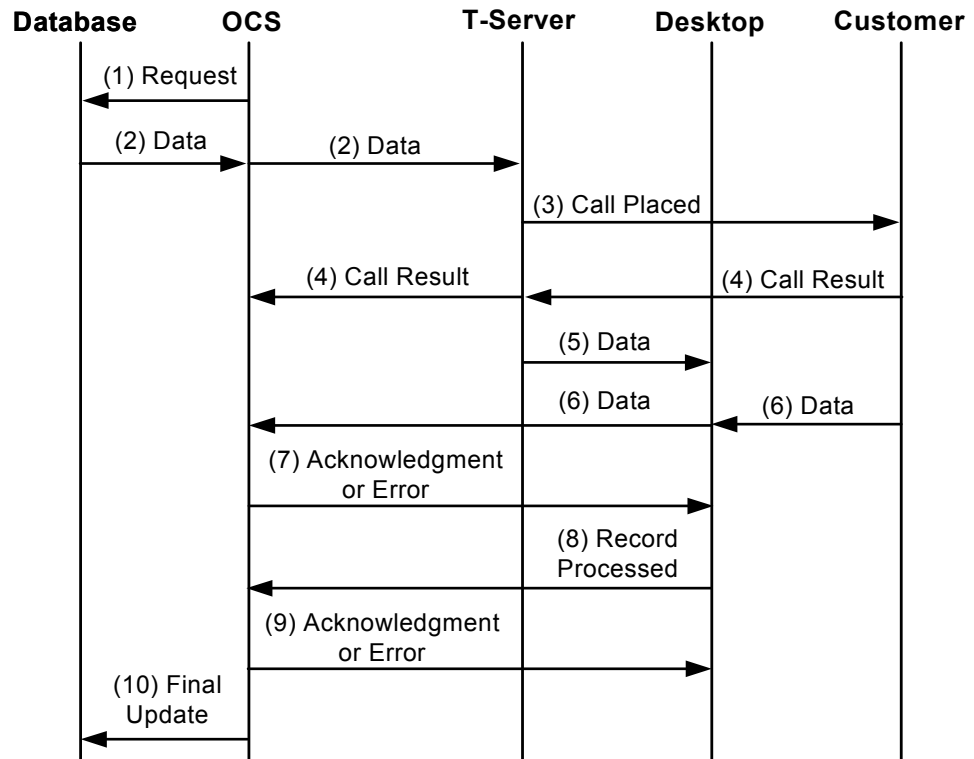 Database OCS T-Server Desktop Customer
(1) Request
(2) Data (2) Data
(3) Call Placed
(4) Call Result (4) Call Result
(5) Data
(6) Data (6) Data
(7) Acknowledgment
or Error
(8) Record
Processed
(9) Acknowledgment
or Error
(10) Final
Update